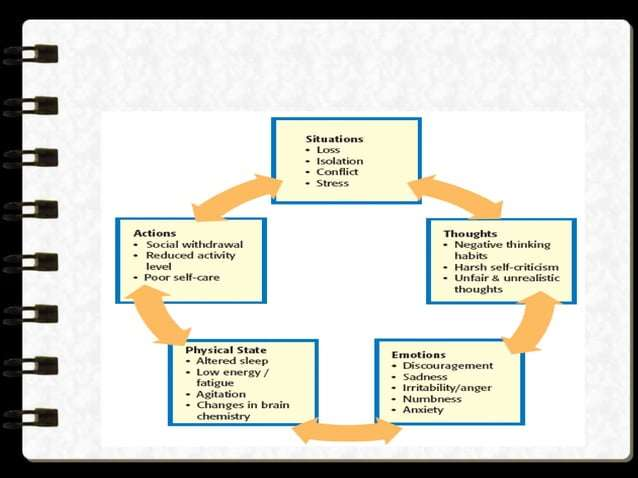 Situations
• Loss
• Isolation
• Conflict
• Stress
Thoughts
• Negative thinking
habits
• Harsh self-criticism
• Unfair & unrealistic
thoughts
Emotions
• Discouragement
• Sadness
• Irritability/anger
• Numbness
• Anxiety
Physical State
• Altered sleep
• Low energy /
fatigue
• Agitation
• Changes in brain
chemistry
Actions
• Social withdrawal
• Reduced activity
level
• Poor self-care